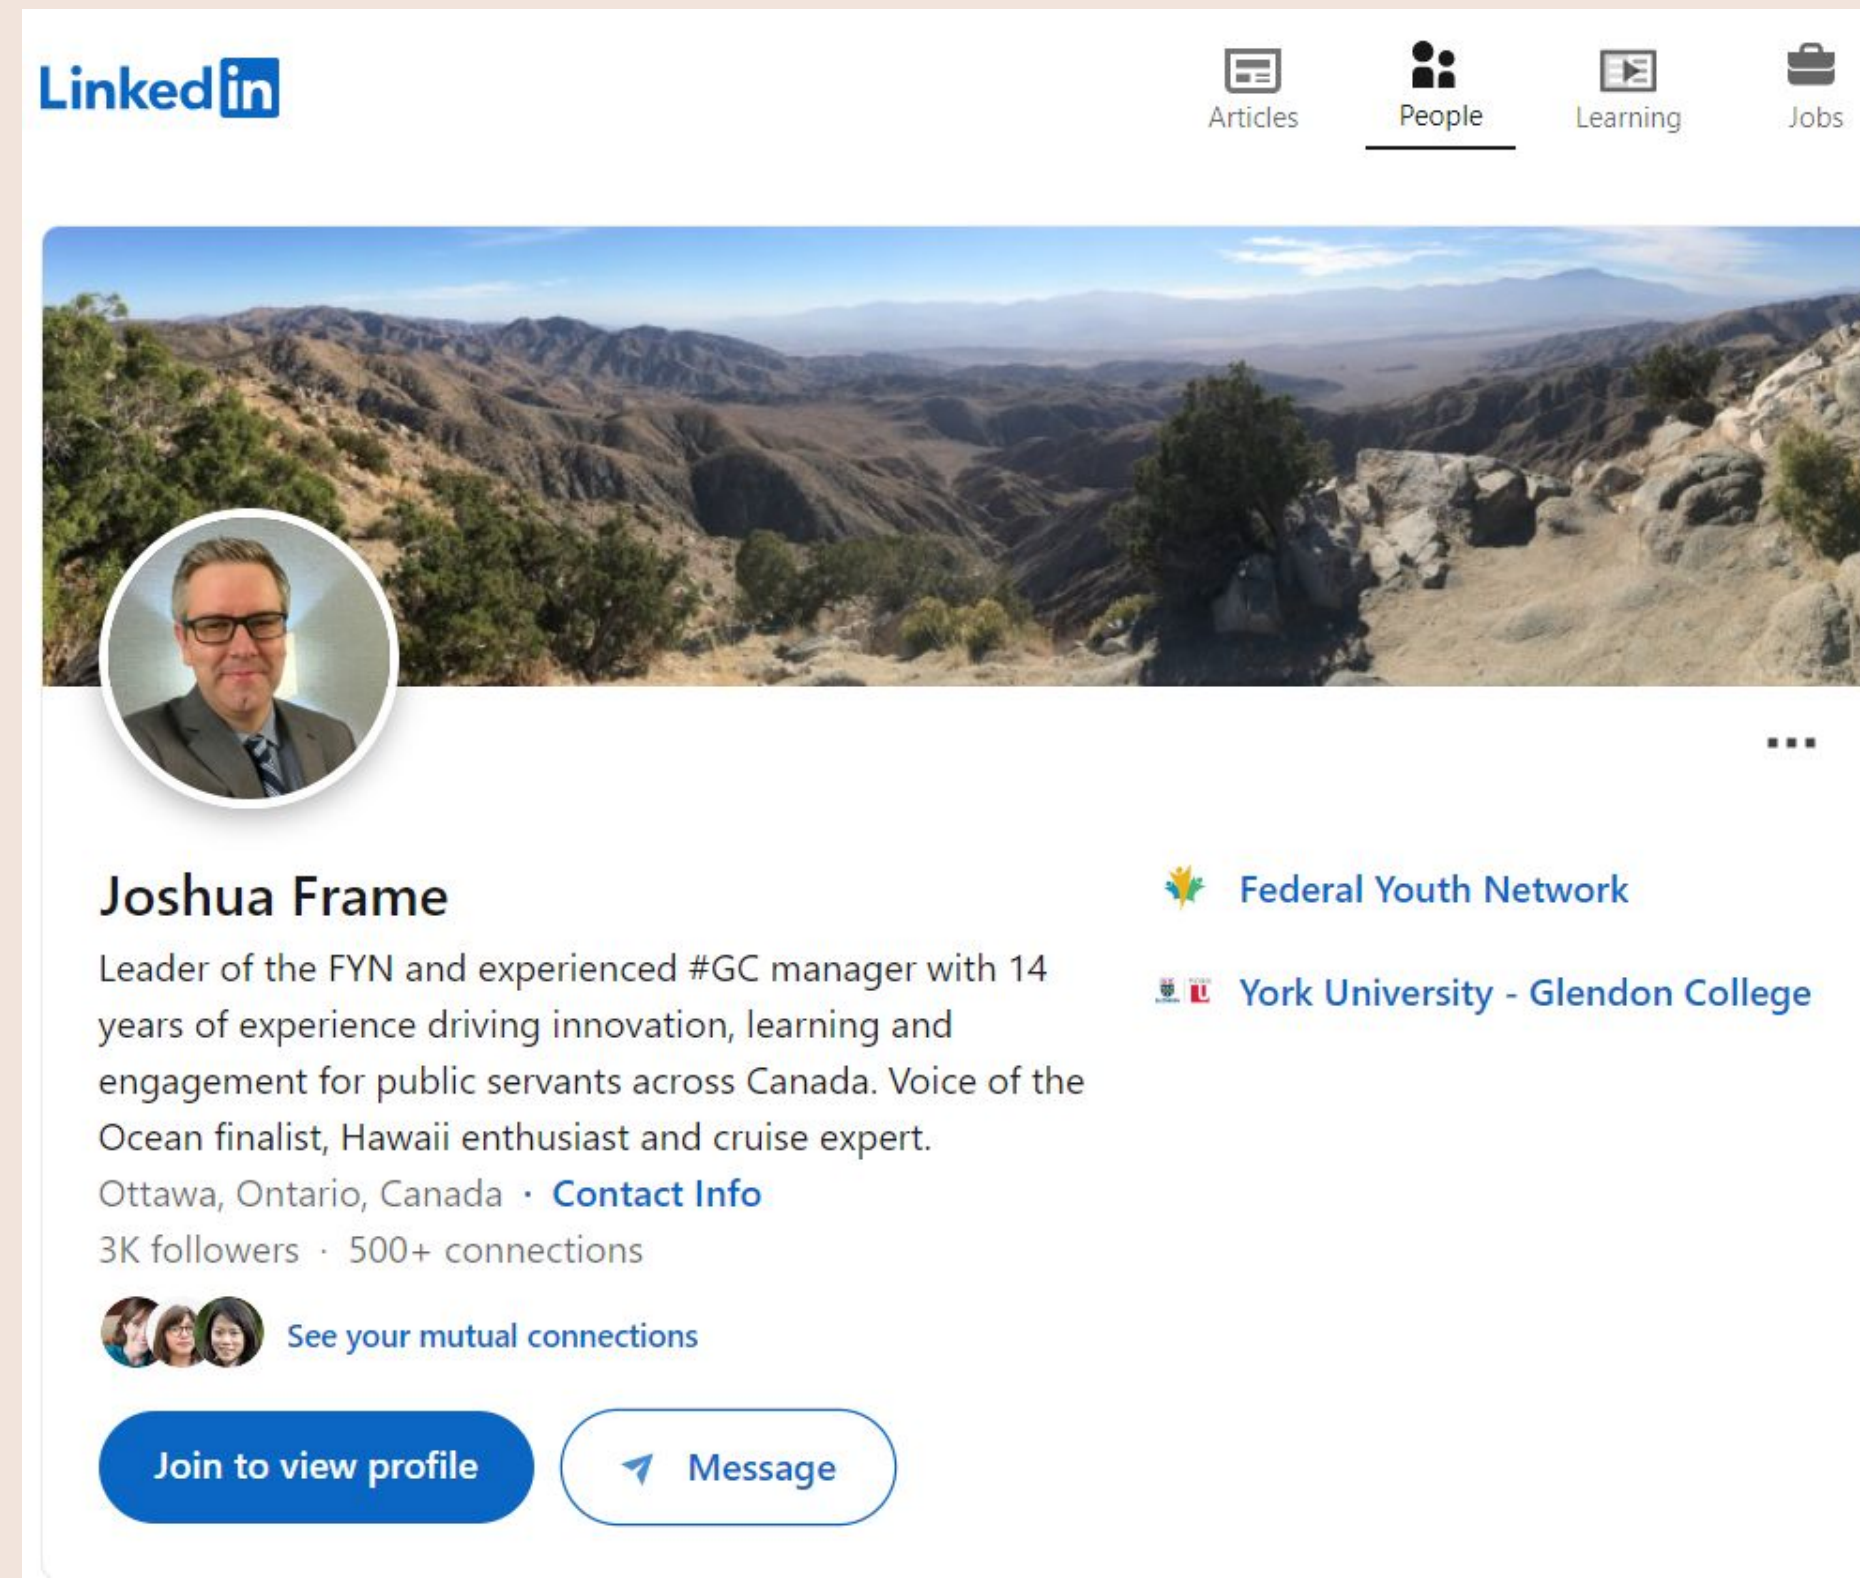 Linked in
Articles
People
Learning
Jobs
Joshua Frame
Leader of the FYN and experienced #GC manager with 14
years of experience driving innovation, learning and
engagement for public servants across Canada. Voice of the
Ocean finalist, Hawaii enthusiast and cruise expert.
Ottawa, Ontario, Canada · Contact Info
3K followers · 500+ connections
See your mutual connections
Join to view profile
Message
Federal Youth Network
York University - Glendon College